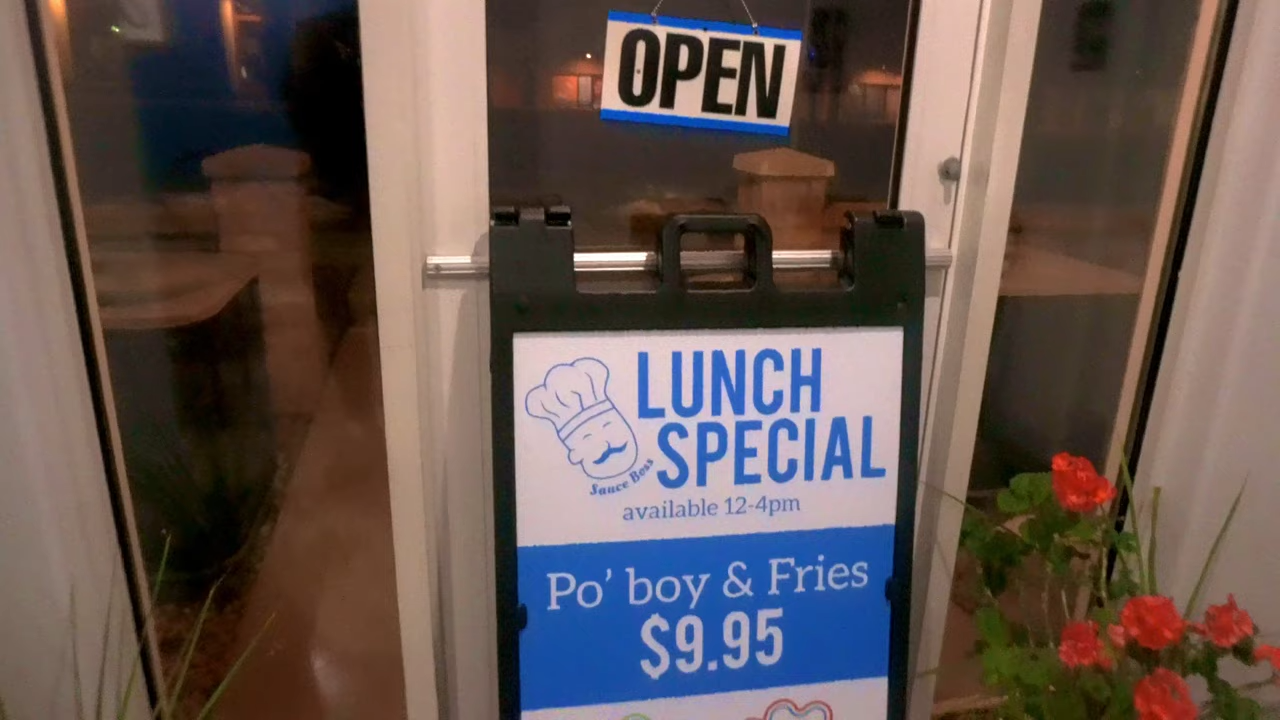 OPEN
LUNCH
SPECIAL
Sauce Boss
available 12-4pm
Po' boy & Fries
$9.95